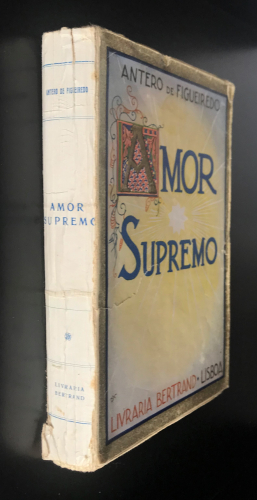 ANTERO DE FIGUEIREDO
AMOR
SUPREMO
LIVRARIA
BERTRAND
ANTERO DE FIGUEIREDO
AMOR
SUPREMO
LIVRARIA BERTRAND - LISBOA